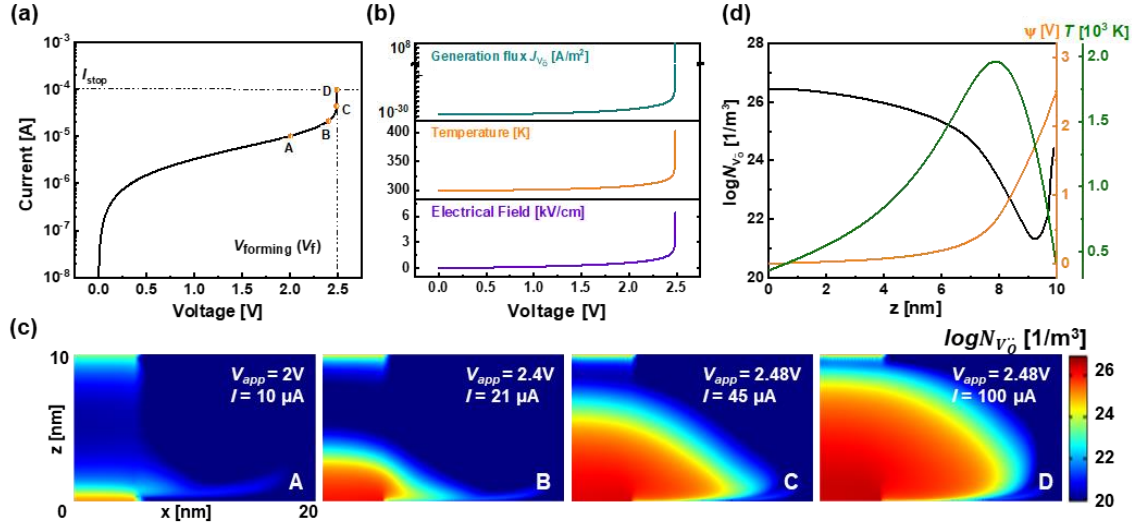 (a)
10⁻³
10⁻⁴
10⁻⁵
10⁻⁶
10⁻⁷
10⁻⁸
Current [A]
I_stop
D
C
B
A
V_forming (V_f)
0.0 0.5 1.0 1.5 2.0 2.5
Voltage [V]
(b)
10⁸
Generation flux J_V_Ö [A/m²]
10⁻³⁰
400
Temperature [K]
350
300
Electrical Field [kV/cm]
6
3
0
0.0 0.5 1.0 1.5 2.0 2.5
Voltage [V]
(d)
Ψ [V] T [10³ K]
28
26
24
22
20
logN_V_Ö [1/m³]
3
2
1
0
2.0
1.5
1.0
0.5
0 2 4 6 8 10
z [nm]
(c)
logN_V_Ö [1/m³]
10
z [nm]
0
x [nm]
20
V_app = 2V
I = 10 µA
A
V_app = 2.4V
I = 21 µA
B
V_app = 2.48V
I = 45 µA
C
V_app = 2.48V
I = 100 µA
D
26
24
22
21
20